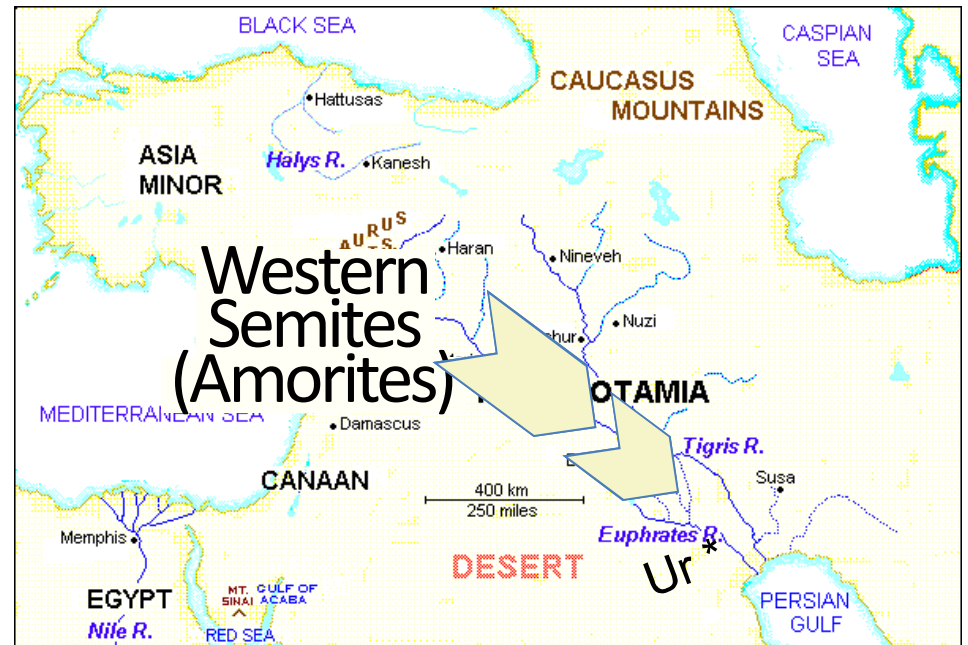 BLACK SEA
CASPIAN
SEA
CAUCASUS
MOUNTAINS
Hattusas
ASIA
MINOR
Halys R.
Kanesh
Haran
Nineveh
Western
Semites
(Amorites)
Nuzi
MEDITERRANEAN SEA
Damascus
Tigris R.
CANAAN
Susa
400 km
250 miles
Memphis
Euphrates R.
Ur *
DESERT
EGYPT
MT.
SINAI
GULF OF
ACABA
PERSIAN
GULF
Nile R.
RED SEA